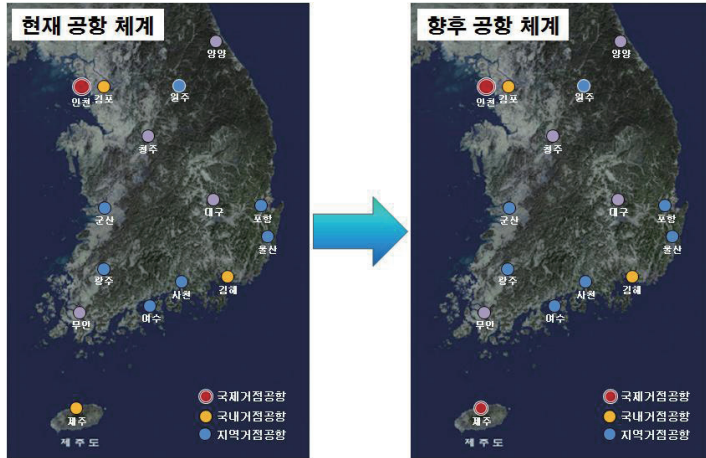 현재 공항 체계
양양
인천
김포
원주
청주
군산
대구
포항
울산
광주
사천
김해
무안
여수
제주
제 주 도
국제거점공항
국내거점공항
지역거점공항
향후 공항 체계
양양
인천
김포
원주
청주
군산
대구
포항
울산
광주
사천
김해
무안
여수
제주
제 주 도
국제거점공항
국내거점공항
지역거점공항